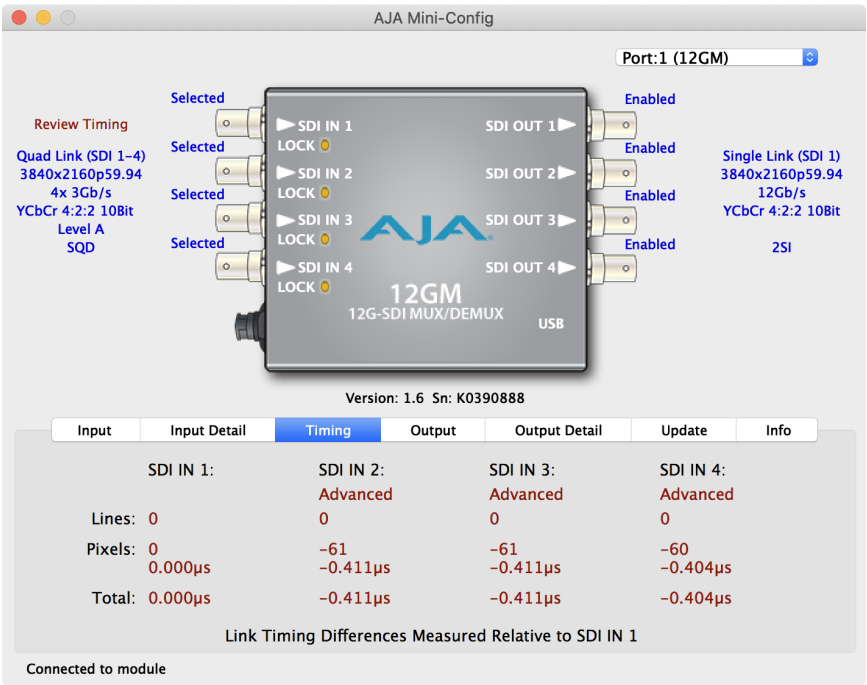 AJA Mini-Config
Port:1 (12GM)
Review Timing
Quad Link (SDI 1-4)
3840x2160p59.94
4x 3Gb/s
YCbCr 4:2:2 10Bit
Level A
SQD
Selected
Selected
Selected
Selected
SDI IN 1
LOCK
SDI IN 2
LOCK
SDI IN 3
LOCK
SDI IN 4
LOCK
AJA
12GM
12G-SDI MUX/DEMUX
USB
SDI OUT 1
SDI OUT 2
SDI OUT 3
SDI OUT 4
Enabled
Enabled
Enabled
Enabled
Single Link (SDI 1)
3840x2160p59.94
12Gb/s
YCbCr 4:2:2 10Bit
2SI
Version: 1.6 Sn: K0390888
Input Input Detail Timing Output Output Detail Update Info
SDI IN 1: SDI IN 2: SDI IN 3: SDI IN 4:
Advanced Advanced Advanced
Lines: 0 0 0 0
Pixels: 0 -61 -61 -60
0.000µs -0.411µs -0.411µs -0.404µs
Total: 0.000µs -0.411µs -0.411µs -0.404µs
Link Timing Differences Measured Relative to SDI IN 1
Connected to module